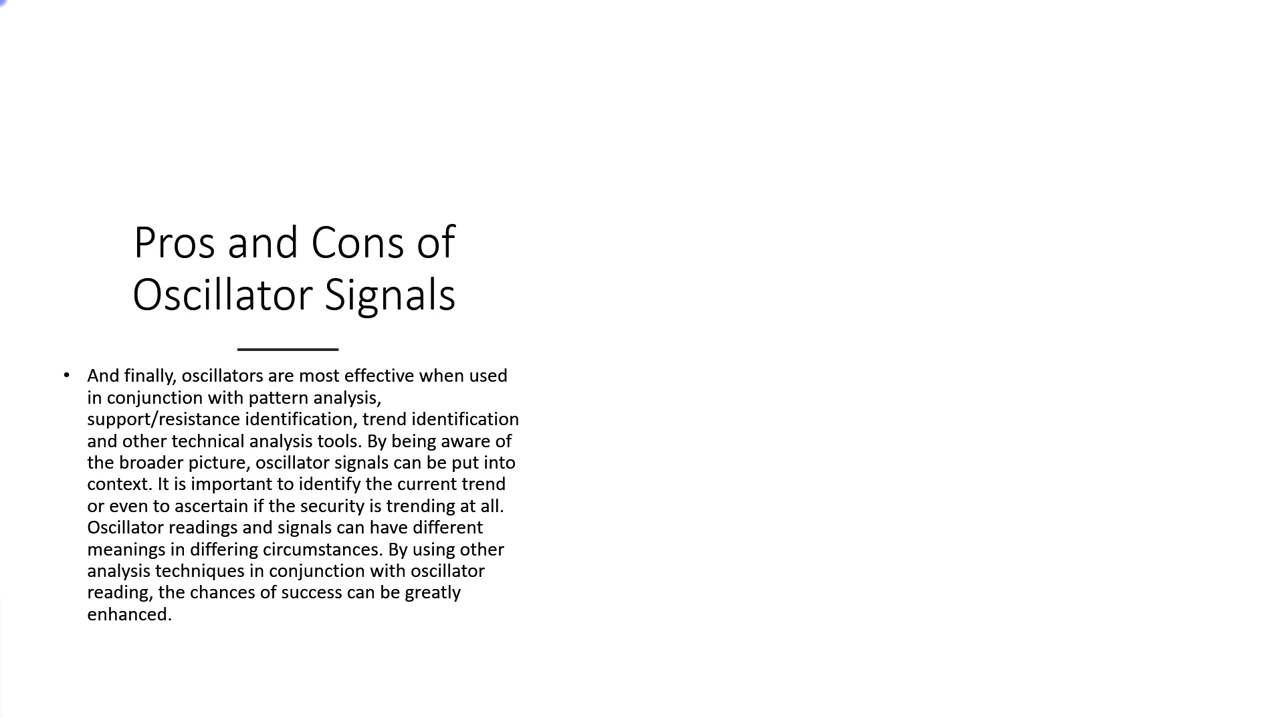 Pros and Cons of
Oscillator Signals
• And finally, oscillators are most effective when used
in conjunction with pattern analysis,
support/resistance identification, trend identification
and other technical analysis tools. By being aware of
the broader picture, oscillator signals can be put into
context. It is important to identify the current trend
or even to ascertain if the security is trending at all.
Oscillator readings and signals can have different
meanings in differing circumstances. By using other
analysis techniques in conjunction with oscillator
reading, the chances of success can be greatly
enhanced.